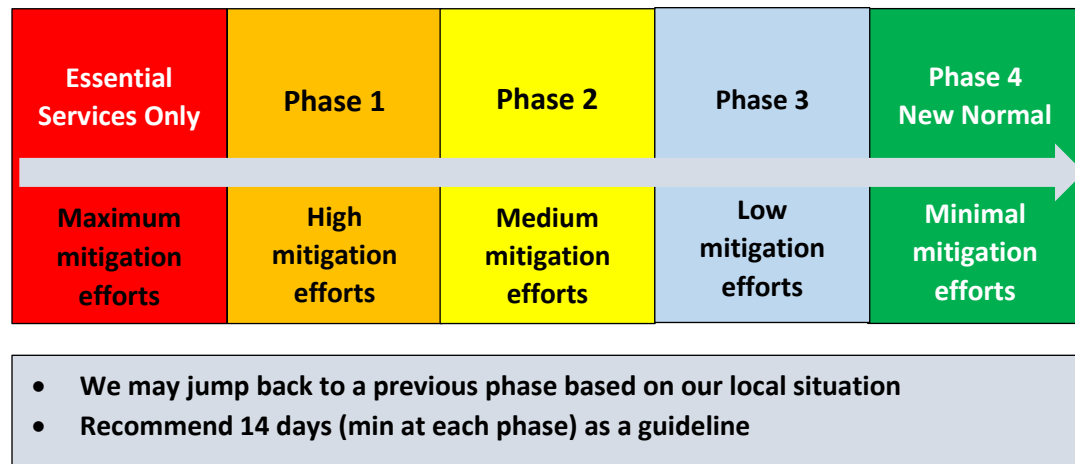 Essential
Services Only
Phase 1
Phase 2
Phase 3
Phase 4
New Normal
Maximum
mitigation
efforts
High
mitigation
efforts
Medium
mitigation
efforts
Low
mitigation
efforts
Minimal
mitigation
efforts
• We may jump back to a previous phase based on our local situation
• Recommend 14 days (min at each phase) as a guideline